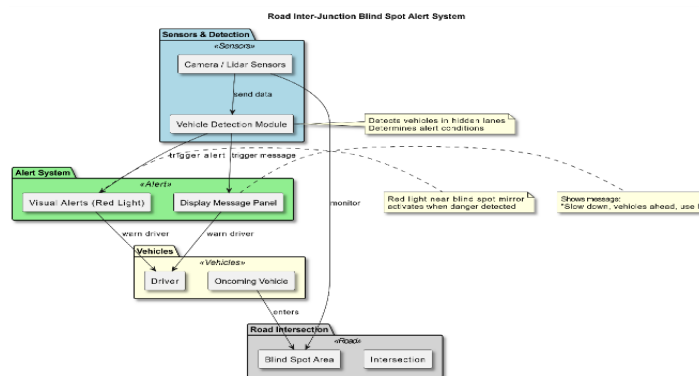 Road Inter-Junction Blind Spot Alert System
Sensors & Detection
«Sensors»
Camera / Lidar Sensors
send data
Vehicle Detection Module
Detects vehicles in hidden lanes
Determines alert conditions
trigger alert
trigger message
Alert System
«Alert»
Visual Alerts (Red Light)
Display Message Panel
monitor
Red light near blind spot mirror
activates when danger detected
Shows message:
"Slow down, vehicles ahead, use
warn driver
warn driver
Vehicles
«Vehicles»
Driver
Oncoming Vehicle
enters
Road Intersection
«Road»
Blind Spot Area
Intersection